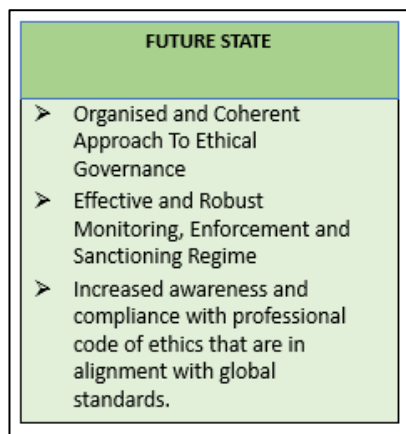 FUTURE STATE
➢ Organised and Coherent
Approach To Ethical
Governance
➢ Effective and Robust
Monitoring, Enforcement and
Sanctioning Regime
➢ Increased awareness and
compliance with professional
code of ethics that are in
alignment with global
standards.